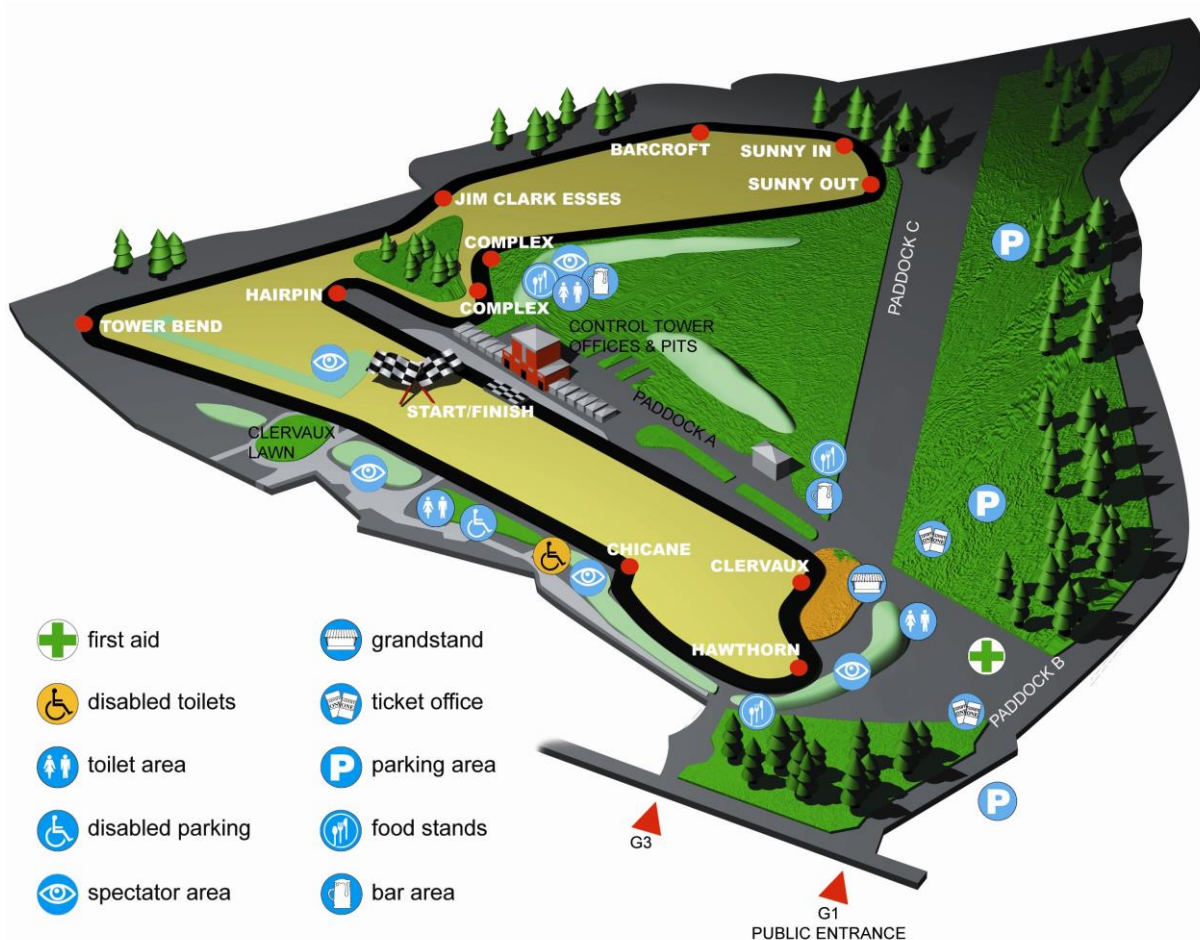 BARCROFT
SUNNY IN
SUNNY OUT
JIM CLARK ESSES
COMPLEX
COMPLEX
HAIRPIN
TOWER BEND
CONTROL TOWER
OFFICES & PITS
PADDOCK C
START/FINISH
PADDOCK A
CLERVAUX
LAWN
P
P
CHICANE
CLERVAUX
HAWTHORN
PADDOCK B
P
first aid
grandstand
disabled toilets
ticket office
toilet area
P
parking area
disabled parking
food stands
spectator area
bar area
G3
G1
PUBLIC ENTRANCE